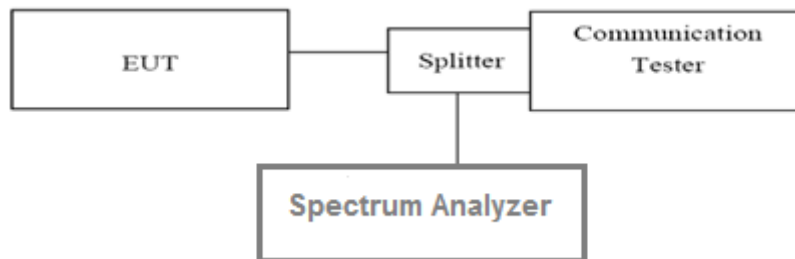 EUT
Splitter
Communication
Tester
Spectrum Analyzer